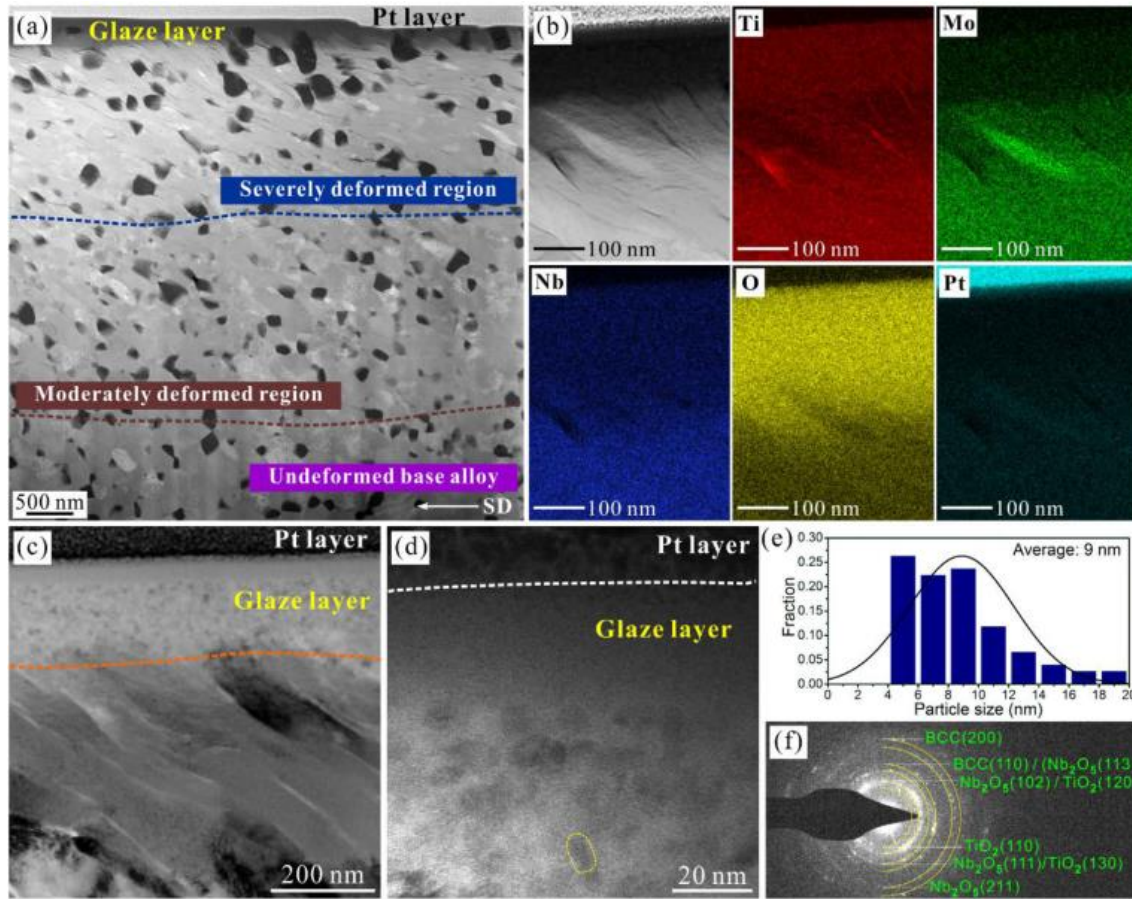 (a)
Pt layer
Glaze layer
Severely deformed region
Moderately deformed region
Undeformed base alloy
500 nm
SD
(b)
100 nm
Ti
100 nm
Mo
100 nm
Nb
100 nm
O
100 nm
Pt
100 nm
(c)
Pt layer
Glaze layer
200 nm
(d)
Pt layer
Glaze layer
20 nm
(e)
Average: 9 nm
Fraction
0.30
0.25
0.20
0.15
0.10
0.05
0.00
0 2 4 6 8 10 12 14 16 18 20
Particle size (nm)
(f)
BCC(200)
BCC(110) / (Nb₂O₅(113
Nb₂O₅(102) / TiO₂(120
TiO₂(110)
Nb₂O₅(111)/TiO₂(130)
Nb₂O₅(211)